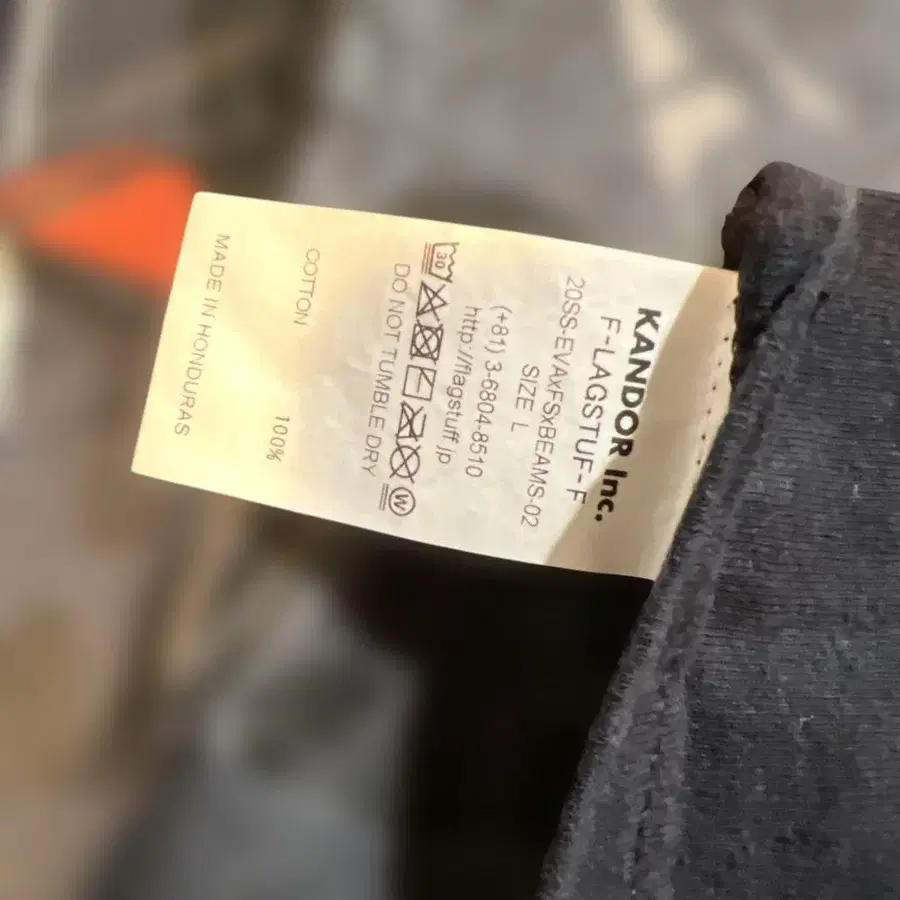 KANDOR Inc.
F-LAGSTUF-F
20SS-EVAxFSxBEAMS-02
SIZE L
(+81) 3-6804-8510
http://flagstuff.jp
30
W
DO NOT TUMBLE DRY
COTTON 100%
MADE IN HONDURAS